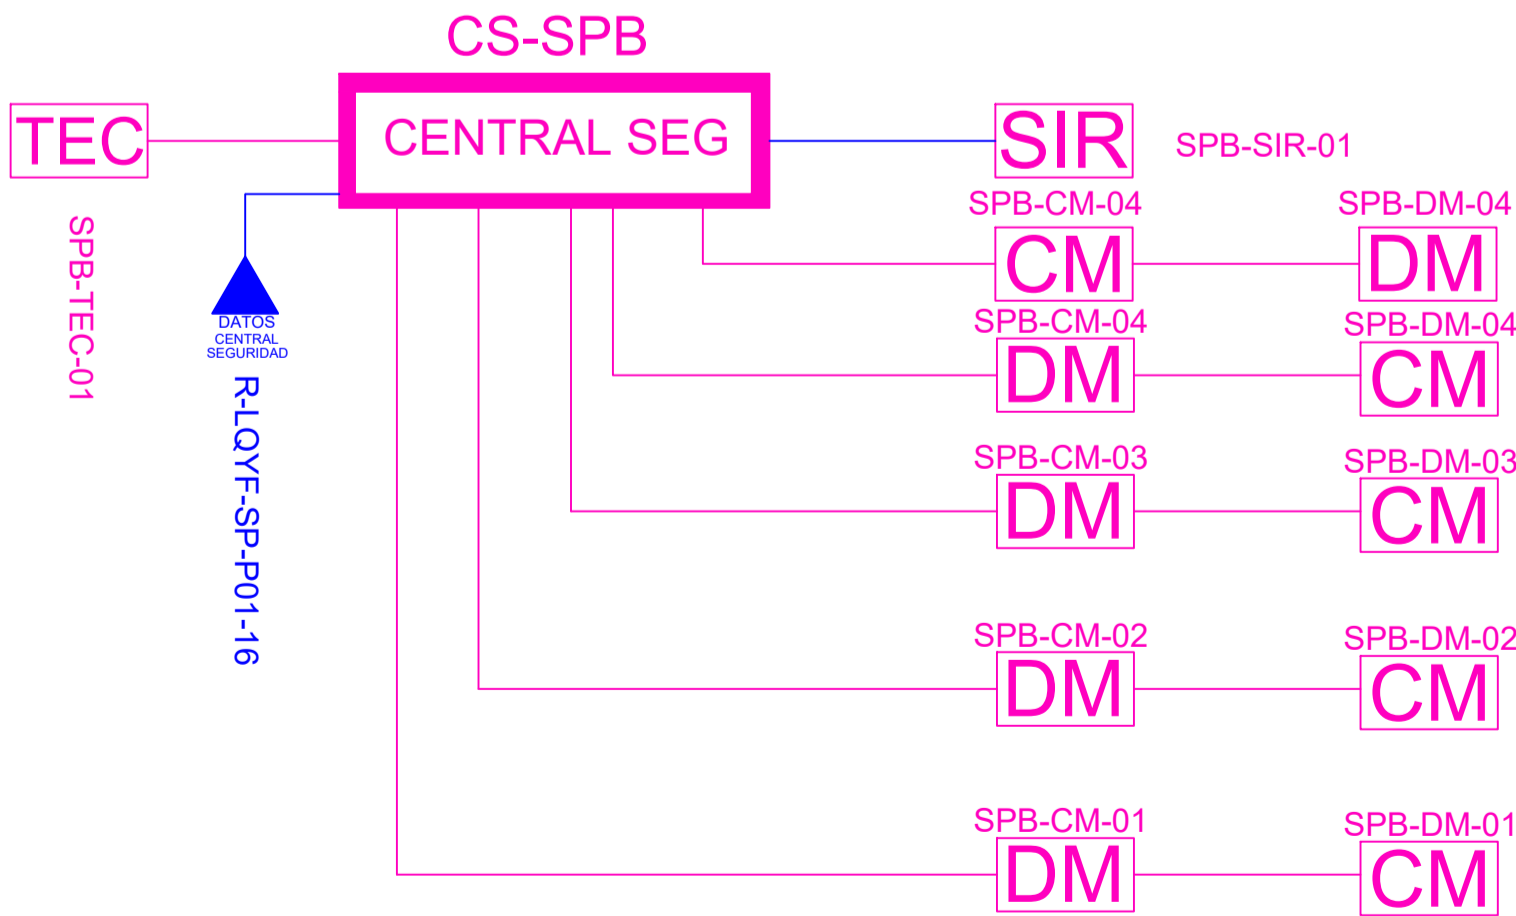 CS-SPB
TEC
CENTRAL SEG
SIR
SPB-SIR-01
SPB-TEC-01
DATOS
CENTRAL
SEGURIDAD
R-LQYF-SP-P01-16
SPB-CM-04
SPB-DM-04
CM
DM
SPB-CM-04
SPB-DM-04
DM
CM
SPB-CM-03
SPB-DM-03
DM
CM
SPB-CM-02
SPB-DM-02
DM
CM
SPB-CM-01
SPB-DM-01
DM
CM